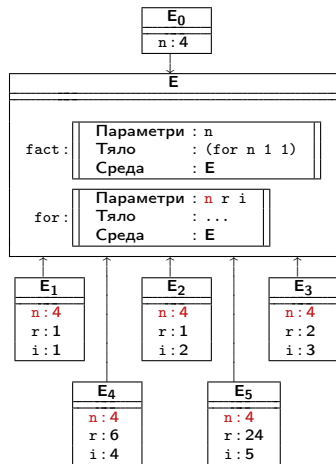 E₀
n : 4
E
fact :
Параметри : n
Тяло : (for n 1 1)
Среда : E
for :
Параметри : n r i
Тяло : ...
Среда : E
E₁
n : 4
r : 1
i : 1
E₂
n : 4
r : 1
i : 2
E₃
n : 4
r : 2
i : 3
E₄
n : 4
r : 6
i : 4
E₅
n : 4
r : 24
i : 5